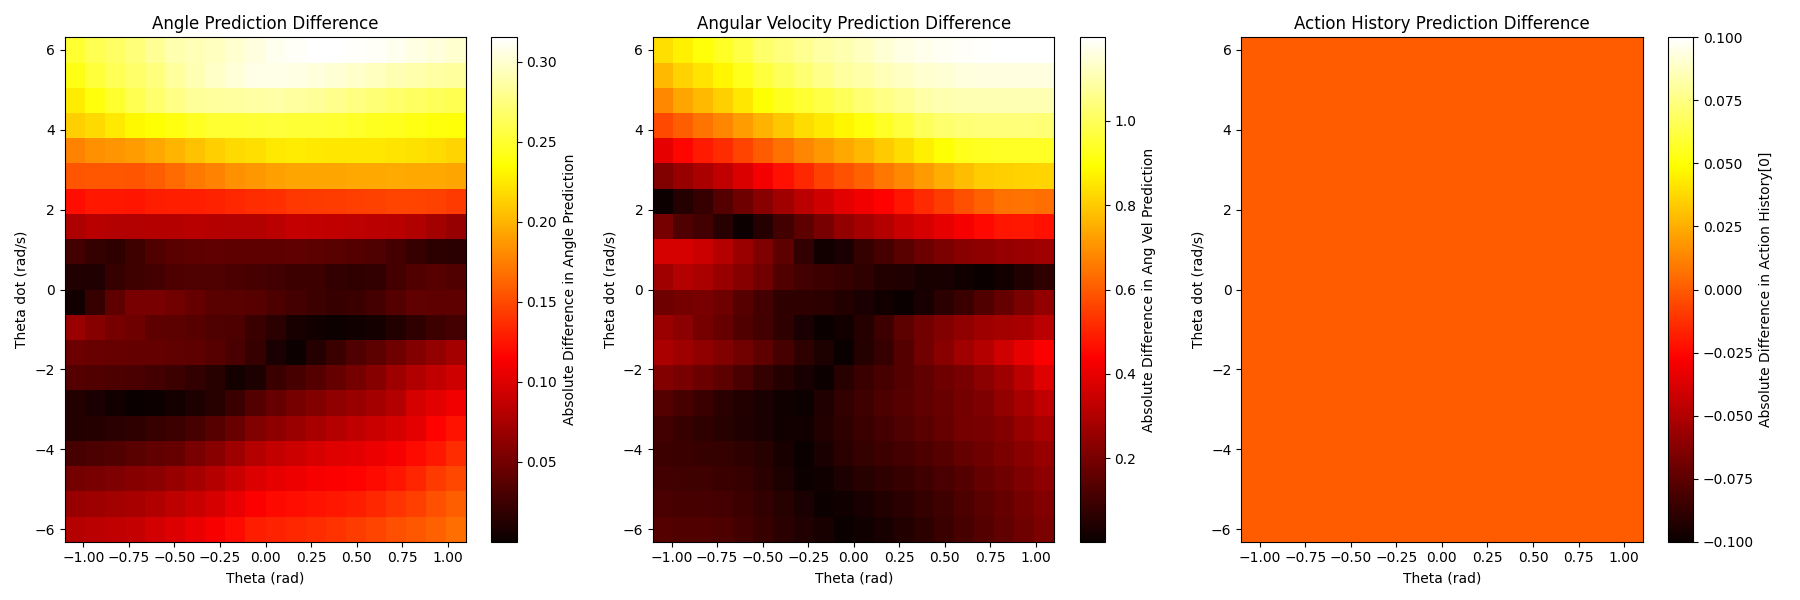 Angle Prediction Difference
6
4
2
0
−2
−4
−6
Theta dot (rad/s)
−1.00 −0.75 −0.50 −0.25 0.00 0.25 0.50 0.75 1.00
Theta (rad)
0.30
0.25
0.20
0.15
0.10
0.05
Absolute Difference in Angle Prediction
Angular Velocity Prediction Difference
6
4
2
0
−2
−4
−6
Theta dot (rad/s)
−1.00 −0.75 −0.50 −0.25 0.00 0.25 0.50 0.75 1.00
Theta (rad)
1.0
0.8
0.6
0.4
0.2
Absolute Difference in Ang Vel Prediction
Action History Prediction Difference
6
4
2
0
−2
−4
−6
Theta dot (rad/s)
−1.00 −0.75 −0.50 −0.25 0.00 0.25 0.50 0.75 1.00
Theta (rad)
0.100
0.075
0.050
0.025
0.000
−0.025
−0.050
−0.075
−0.100
Absolute Difference in Action History[0]